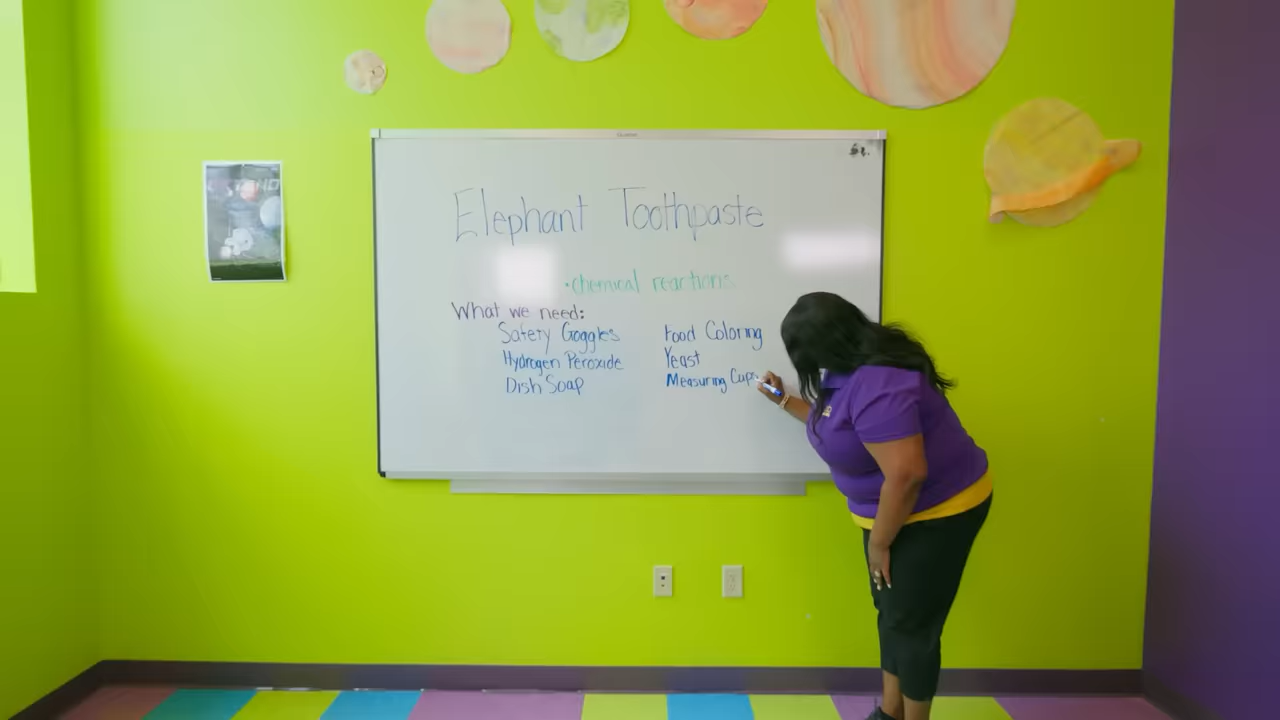 Elephant Toothpaste
•chemical reactions
What we need:
Safety Goggles
Hydrogen Peroxide
Dish Soap
Food Coloring
Yeast
Measuring Cups